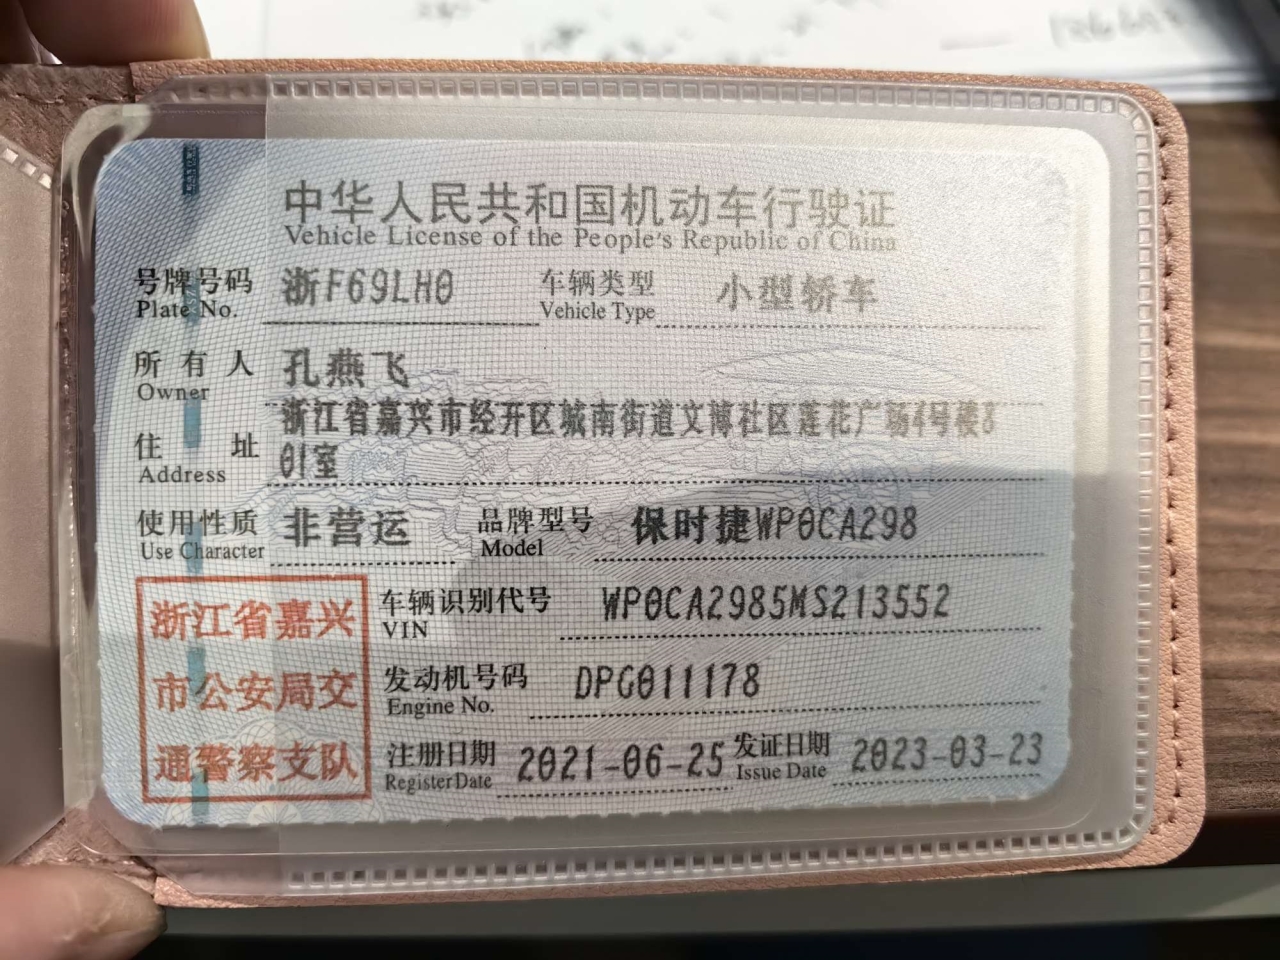 中华人民共和国机动车行驶证
Vehicle License of the People's Republic of China
号牌号码 浙F69LH0 车辆类型 小型轿车
Plate No. Vehicle Type
所有人 孔燕飞
Owner
浙江省嘉兴市经开区城南街道文博社区莲花广场4号楼8
住址 01室
Address
使用性质 非营运 品牌型号 保时捷WP0CA298
Use Character Model
浙江省嘉兴
市公安局交
通警察支队
车辆识别代号 WP0CA2985MS213552
VIN
发动机号码 DPG011178
Engine No.
注册日期 2021-06-25 发证日期 2023-03-23
Register Date Issue Date